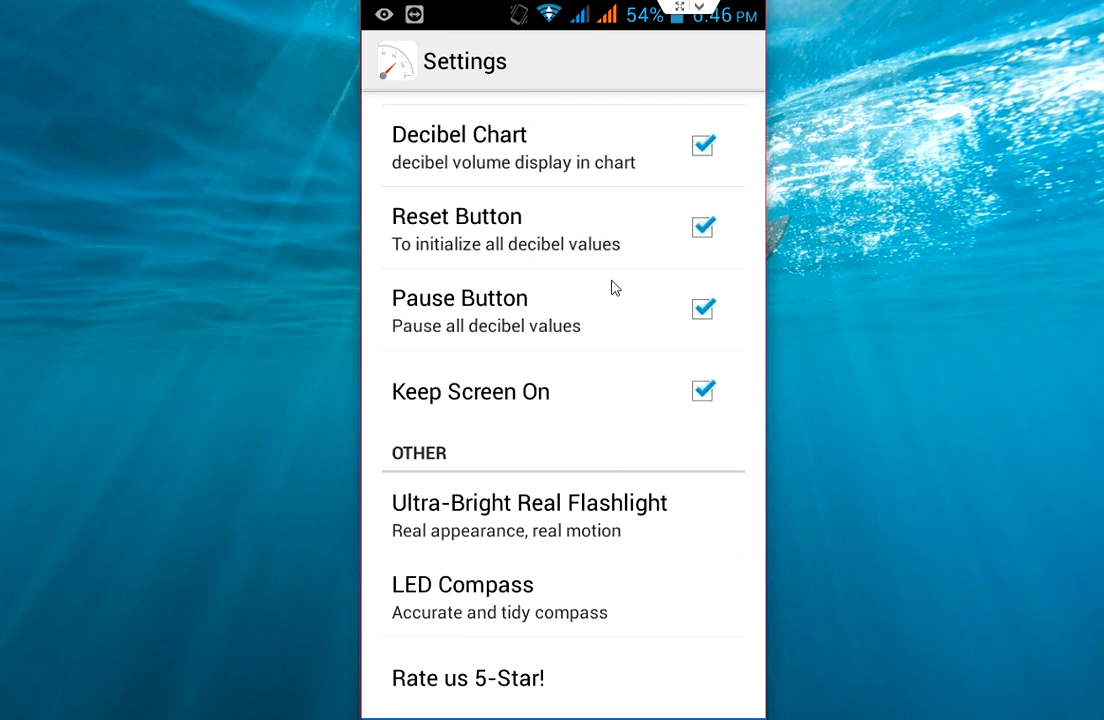 54% 6:46 PM
Settings
Decibel Chart
decibel volume display in chart
Reset Button
To initialize all decibel values
Pause Button
Pause all decibel values
Keep Screen On
OTHER
Ultra-Bright Real Flashlight
Real appearance, real motion
LED Compass
Accurate and tidy compass
Rate us 5-Star!